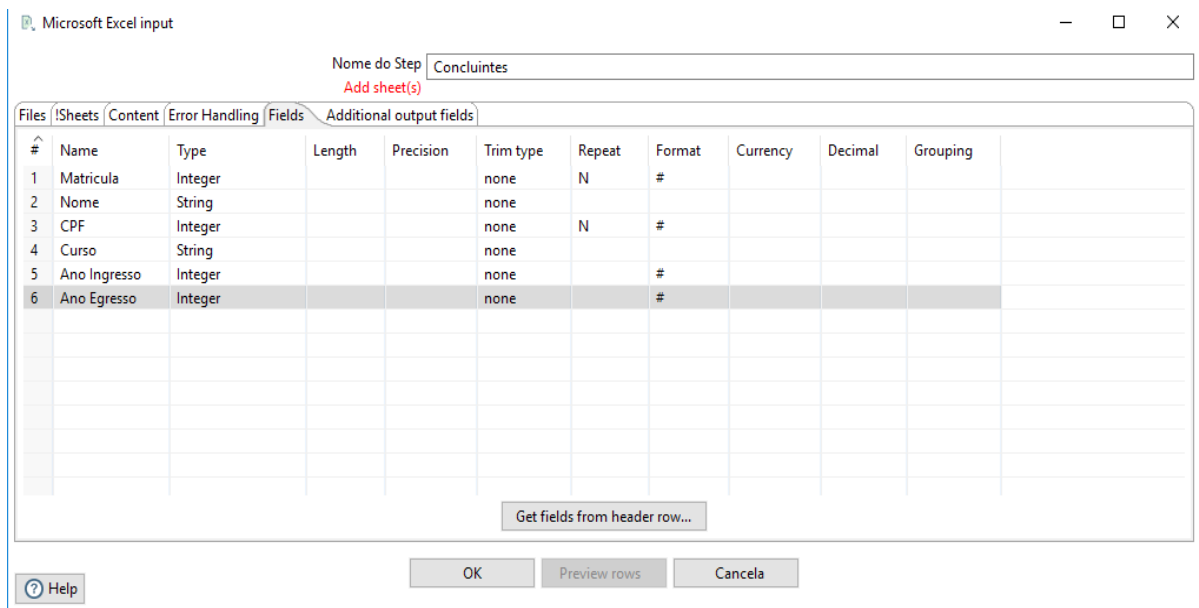 Microsoft Excel input
Nome do Step Concluintes
Add sheet(s)
Files !Sheets Content Error Handling Fields Additional output fields
# Name Type Length Precision Trim type Repeat Format Currency Decimal Grouping
1 Matricula Integer none N #
2 Nome String none
3 CPF Integer none N #
4 Curso String none
5 Ano Ingresso Integer none #
6 Ano Egresso Integer none #
Get fields from header row...
OK Preview rows Cancela
? Help